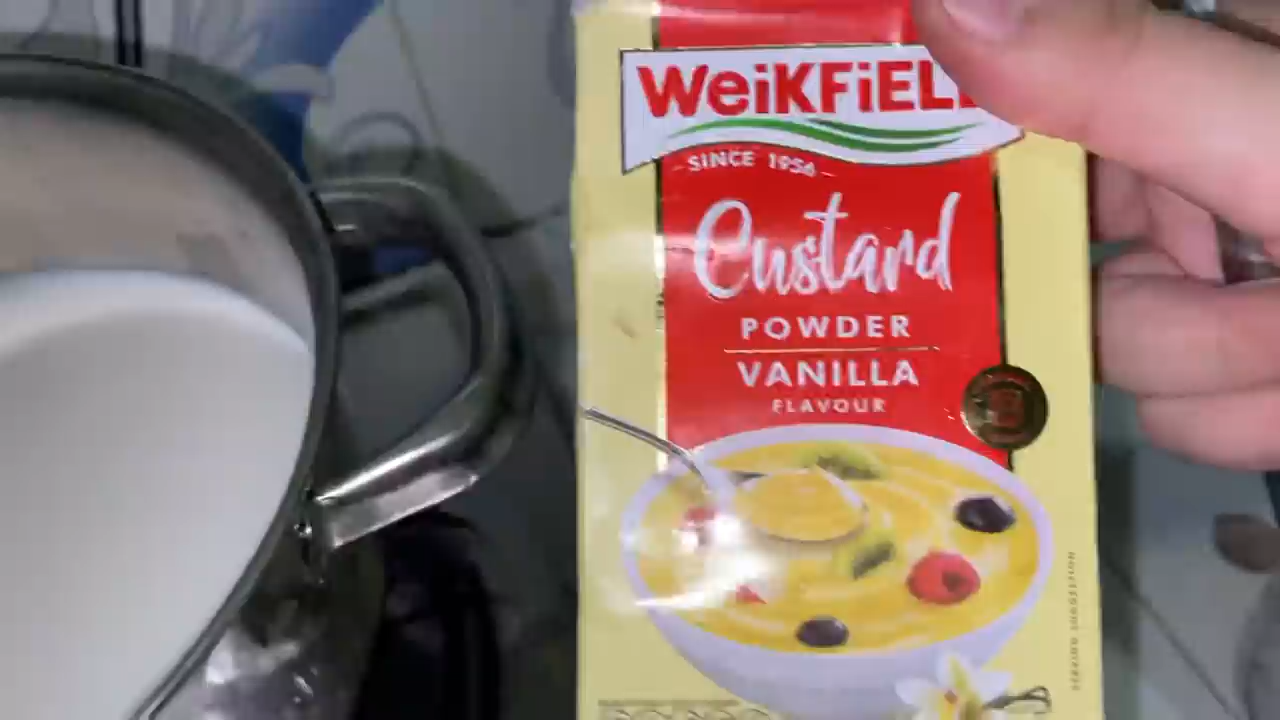 WEiKFiEL
SINCE 1956
Custard
POWDER
VANILLA
FLAVOUR